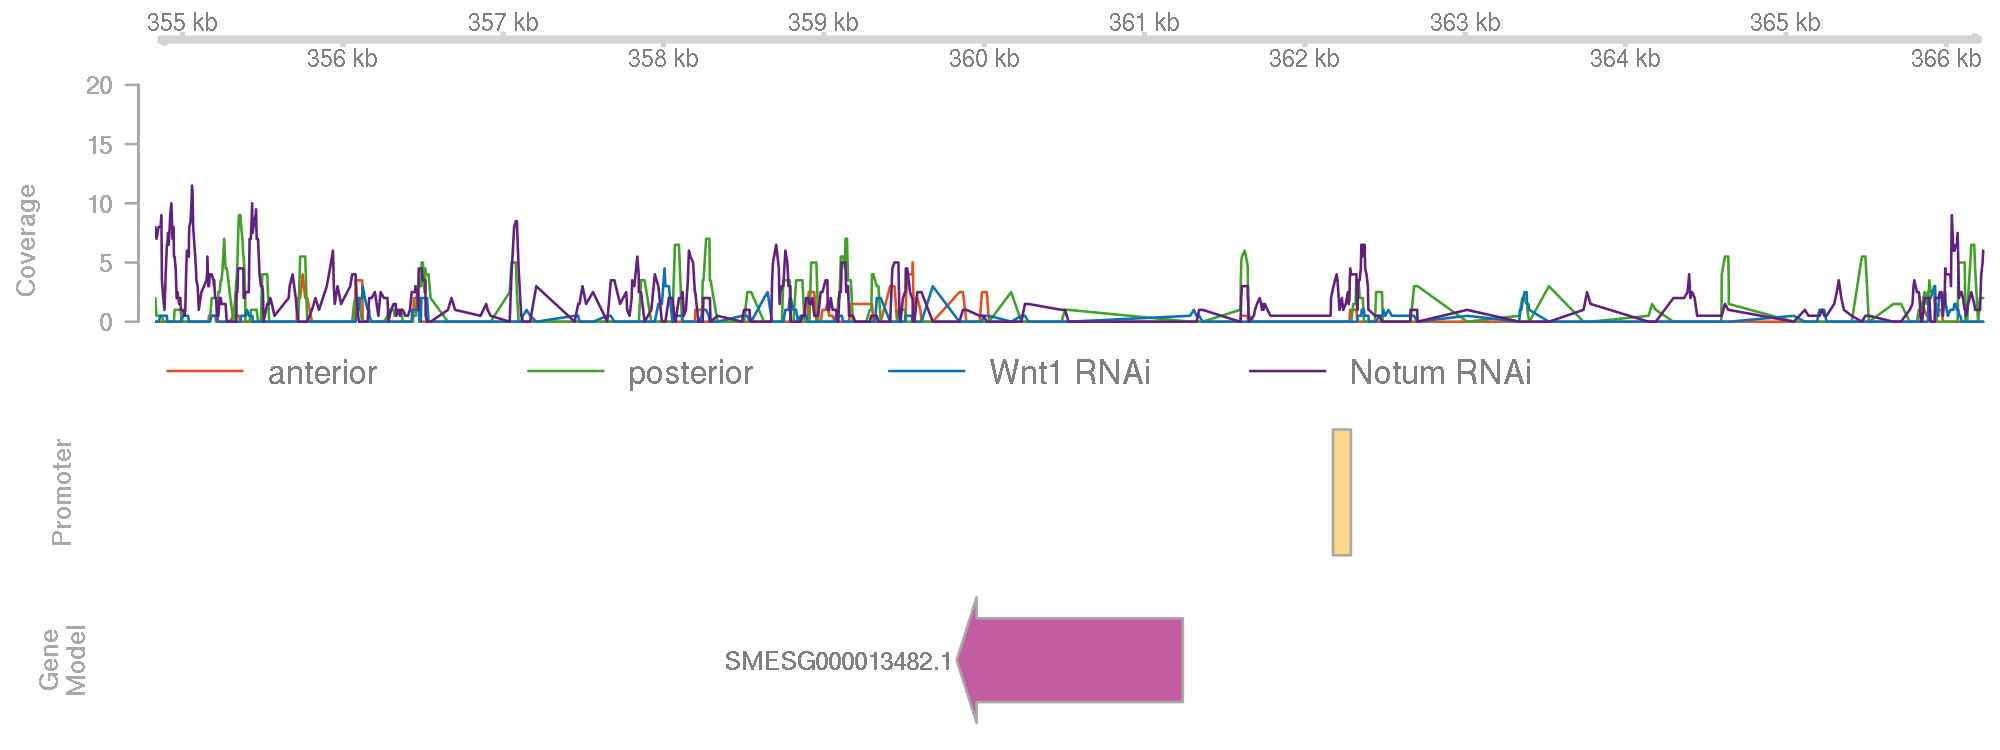 355 kb 357 kb 359 kb 361 kb 363 kb 365 kb
356 kb 358 kb 360 kb 362 kb 364 kb 366 kb
20
15
10
5
0
Coverage
anterior posterior Wnt1 RNAi Notum RNAi
Promoter
Gene
Model
SMESG000013482.1